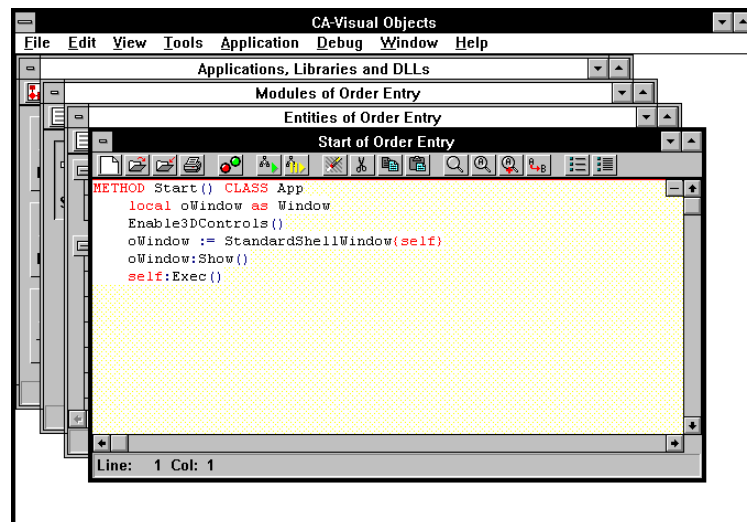 CA-Visual Objects
File Edit View Tools Application Debug Window Help
Applications, Libraries and DLLs
Modules of Order Entry
Entities of Order Entry
Start of Order Entry
METHOD Start() CLASS App
local oWindow as Window
Enable3DControls()
oWindow := StandardShellWindow{self}
oWindow:Show()
self:Exec()
Line: 1 Col: 1